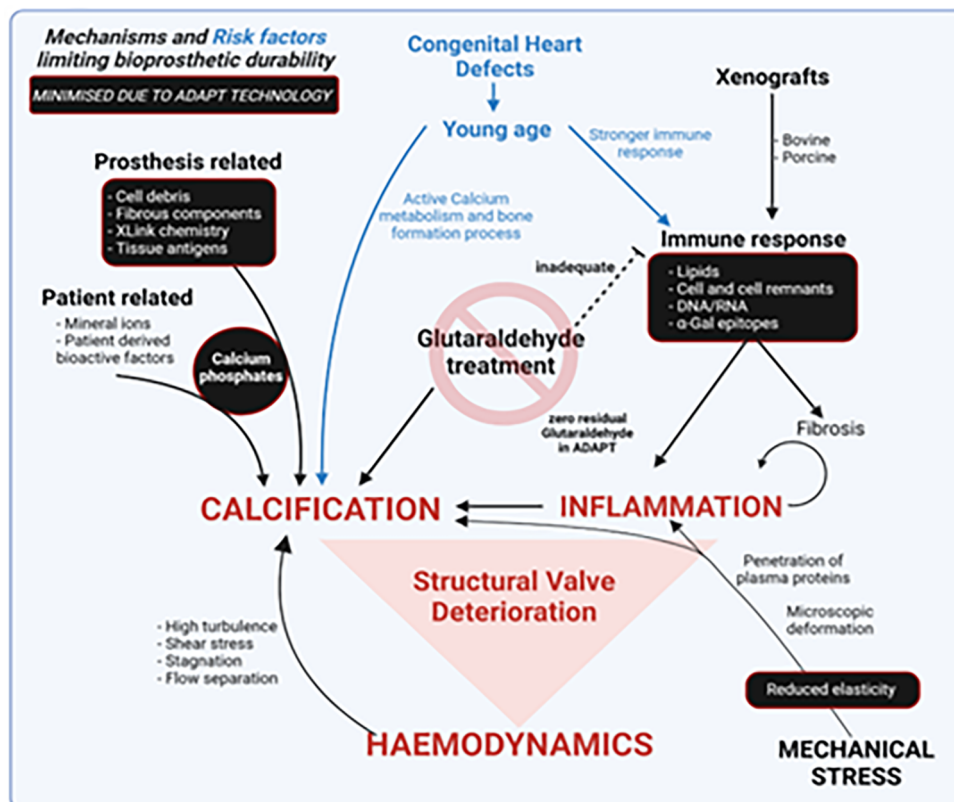 Mechanisms and Risk factors
limiting bioprosthetic durability
MINIMISED DUE TO ADAPT TECHNOLOGY
Congenital Heart
Defects
Young age
Stronger immune
response
Active Calcium
metabolism and bone
formation process
Xenografts
- Bovine
- Porcine
Prosthesis related
- Cell debris
- Fibrous components
- XLink chemistry
- Tissue antigens
Immune response
- Lipids
- Cell and cell remnants
- DNA/RNA
- α-Gal epitopes
inadequate
Patient related
- Mineral ions
- Patient derived
bioactive factors
Calcium
phosphates
Glutaraldehyde
treatment
zero residual
Glutaraldehyde
in ADAPT
Fibrosis
CALCIFICATION
INFLAMMATION
Structural Valve
Deterioration
Penetration of
plasma proteins
Microscopic
deformation
- High turbulence
- Shear stress
- Stagnation
- Flow separation
Reduced elasticity
HAEMODYNAMICS
MECHANICAL
STRESS